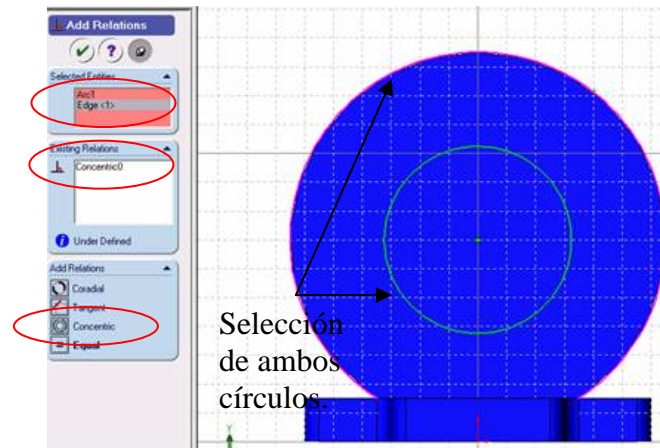 Add Relations
Selected Entities
Arc1
Edge <1>
Existing Relations
Concentric0
Under Defined
Add Relations
Coradial
Tangent
Concentric
Equal
Selección
de ambos
círculos.
Y